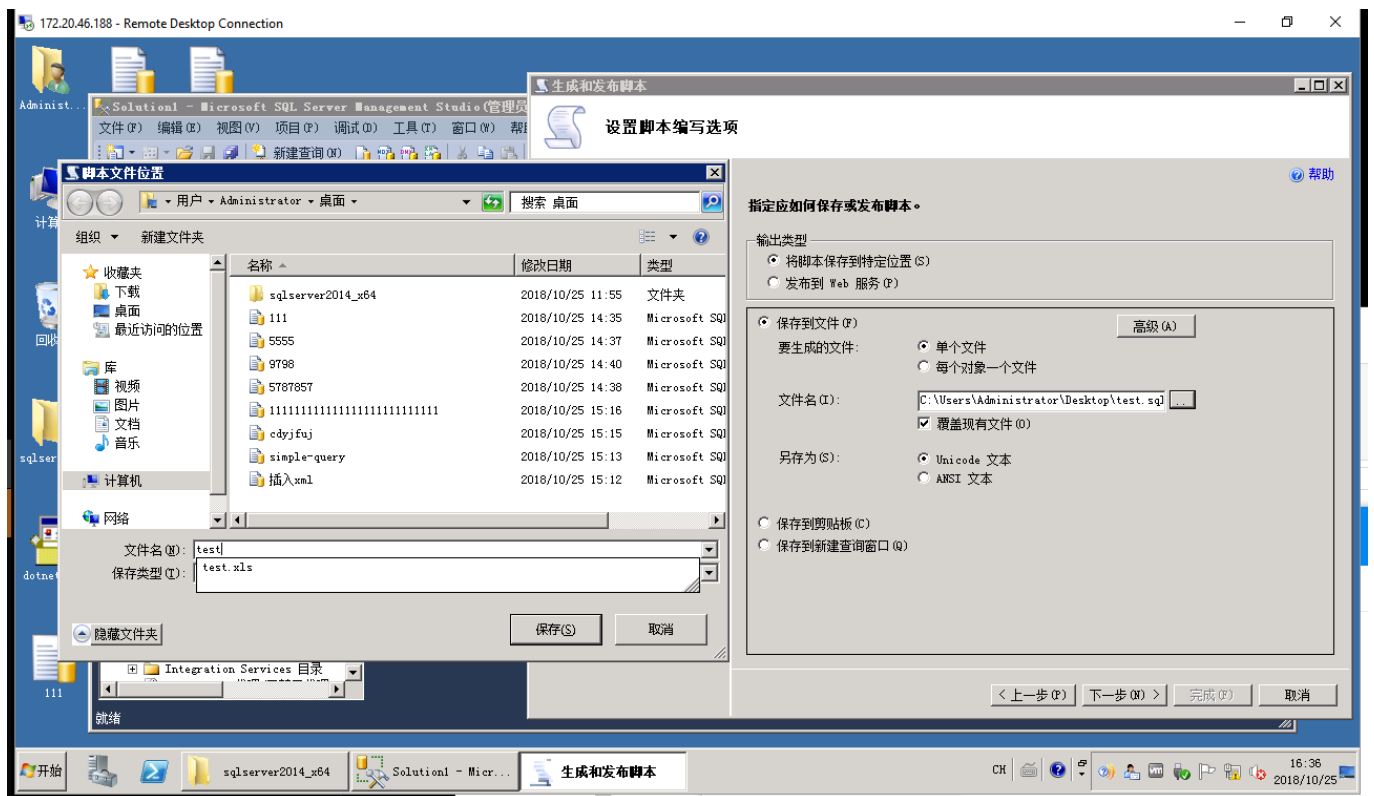 172.20.46.188 - Remote Desktop Connection
Administ...
Solution1 - Microsoft SQL Server Management Studio(管理员
文件(F) 编辑(E) 视图(V) 项目(P) 调试(D) 工具(T) 窗口(W)
新建查询(N)
脚本文件位置
用户 Administrator 桌面
搜索 桌面
组织 新建文件夹
收藏夹
下载
桌面
最近访问的位置
库
视频
图片
文档
音乐
计算机
网络
名称 修改日期 类型
sqlserver2014_x64 2018/10/25 11:55 文件夹
111 2018/10/25 14:35 Microsoft SQL
5555 2018/10/25 14:37 Microsoft SQL
9798 2018/10/25 14:40 Microsoft SQL
5787857 2018/10/25 14:38 Microsoft SQL
2018/10/25 15:16 Microsoft SQL
cdyjfuj 2018/10/25 15:15 Microsoft SQL
simple-query 2018/10/25 15:13 Microsoft SQL
插入xml 2018/10/25 15:12 Microsoft SQL
文件名(N): test
test.xls
保存类型(T):
隐藏文件夹
保存(S) 取消
Integration Services 目录
就绪
sqlser
dotnet
111
生成和发布脚本
设置脚本编写选项
帮助
指定应如何保存或发布脚本。
输出类型
将脚本保存到特定位置(S)
发布到 Web 服务(P)
保存到文件(F) 高级(A)
要生成的文件: 单个文件
每个对象一个文件
文件名(I): C:\Users\Administrator\Desktop\test.sql ...
覆盖现有文件(O)
另存为(S): Unicode 文本
ANSI 文本
保存到剪贴板(C)
保存到新建查询窗口(Q)
< 上一步(P) 下一步(N) > 完成(F) 取消
开始 sqlserver2014_x64 Solution1 - Micr... 生成和发布脚本 CH 16:36
2018/10/25